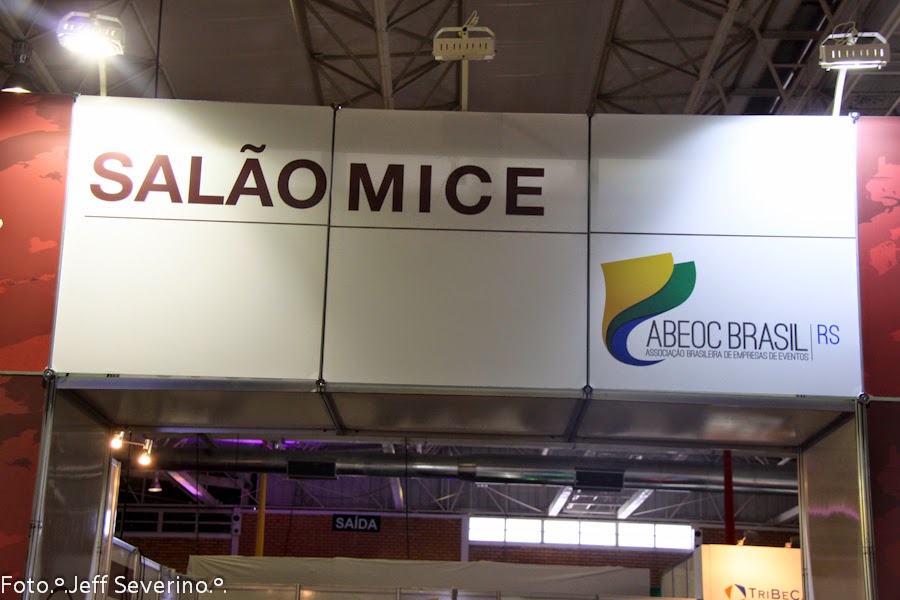 SALÃO MICE
ABEOC BRASIL RS
ASSOCIAÇÃO BRASILEIRA DE EMPRESAS DE EVENTOS
SAÍDA
TRIBEC
Foto.º.Jeff Severino.º.